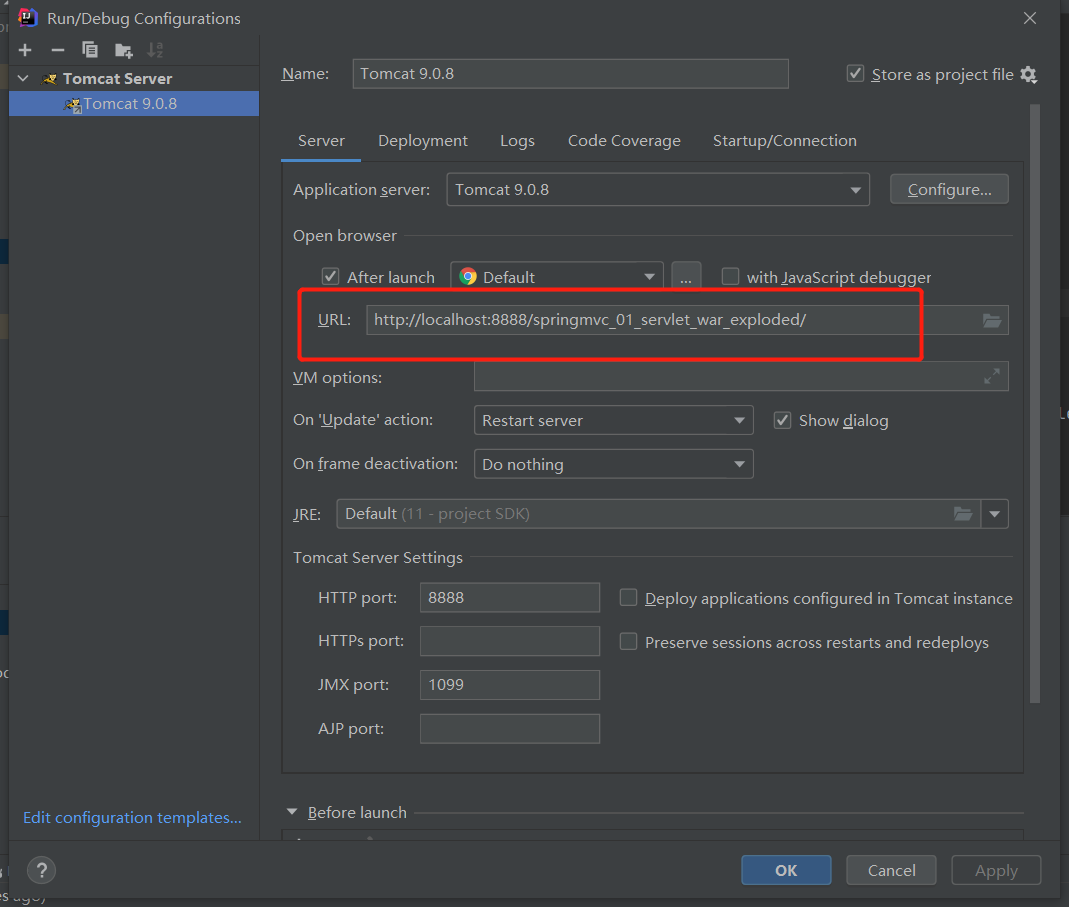 Run/Debug Configurations
Tomcat Server
Tomcat 9.0.8
Name: Tomcat 9.0.8 Store as project file
Server Deployment Logs Code Coverage Startup/Connection
Application server: Tomcat 9.0.8 Configure...
Open browser
After launch Default ... with JavaScript debugger
URL: http://localhost:8888/springmvc_01_servlet_war_exploded/
VM options:
On 'Update' action: Restart server Show dialog
On frame deactivation: Do nothing
JRE: Default (11 - project SDK)
Tomcat Server Settings
HTTP port: 8888 Deploy applications configured in Tomcat instance
HTTPs port: Preserve sessions across restarts and redeploys
JMX port: 1099
AJP port:
Before launch
Edit configuration templates...
? OK Cancel Apply